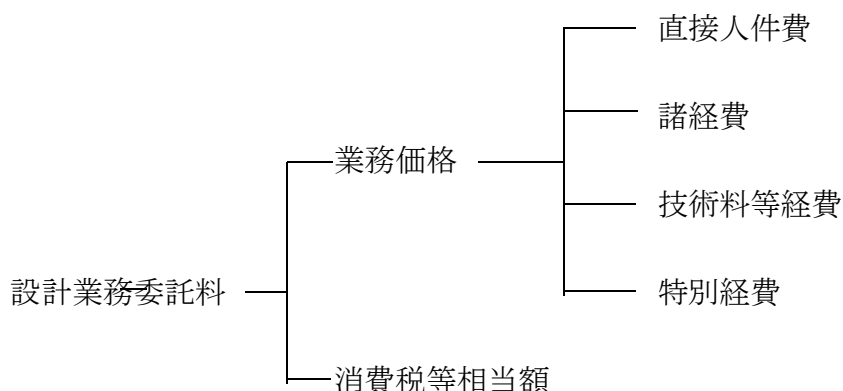 直接人件費
諸経費
業務価格
技術料等経費
設計業務委託料
特別経費
消費税等相当額